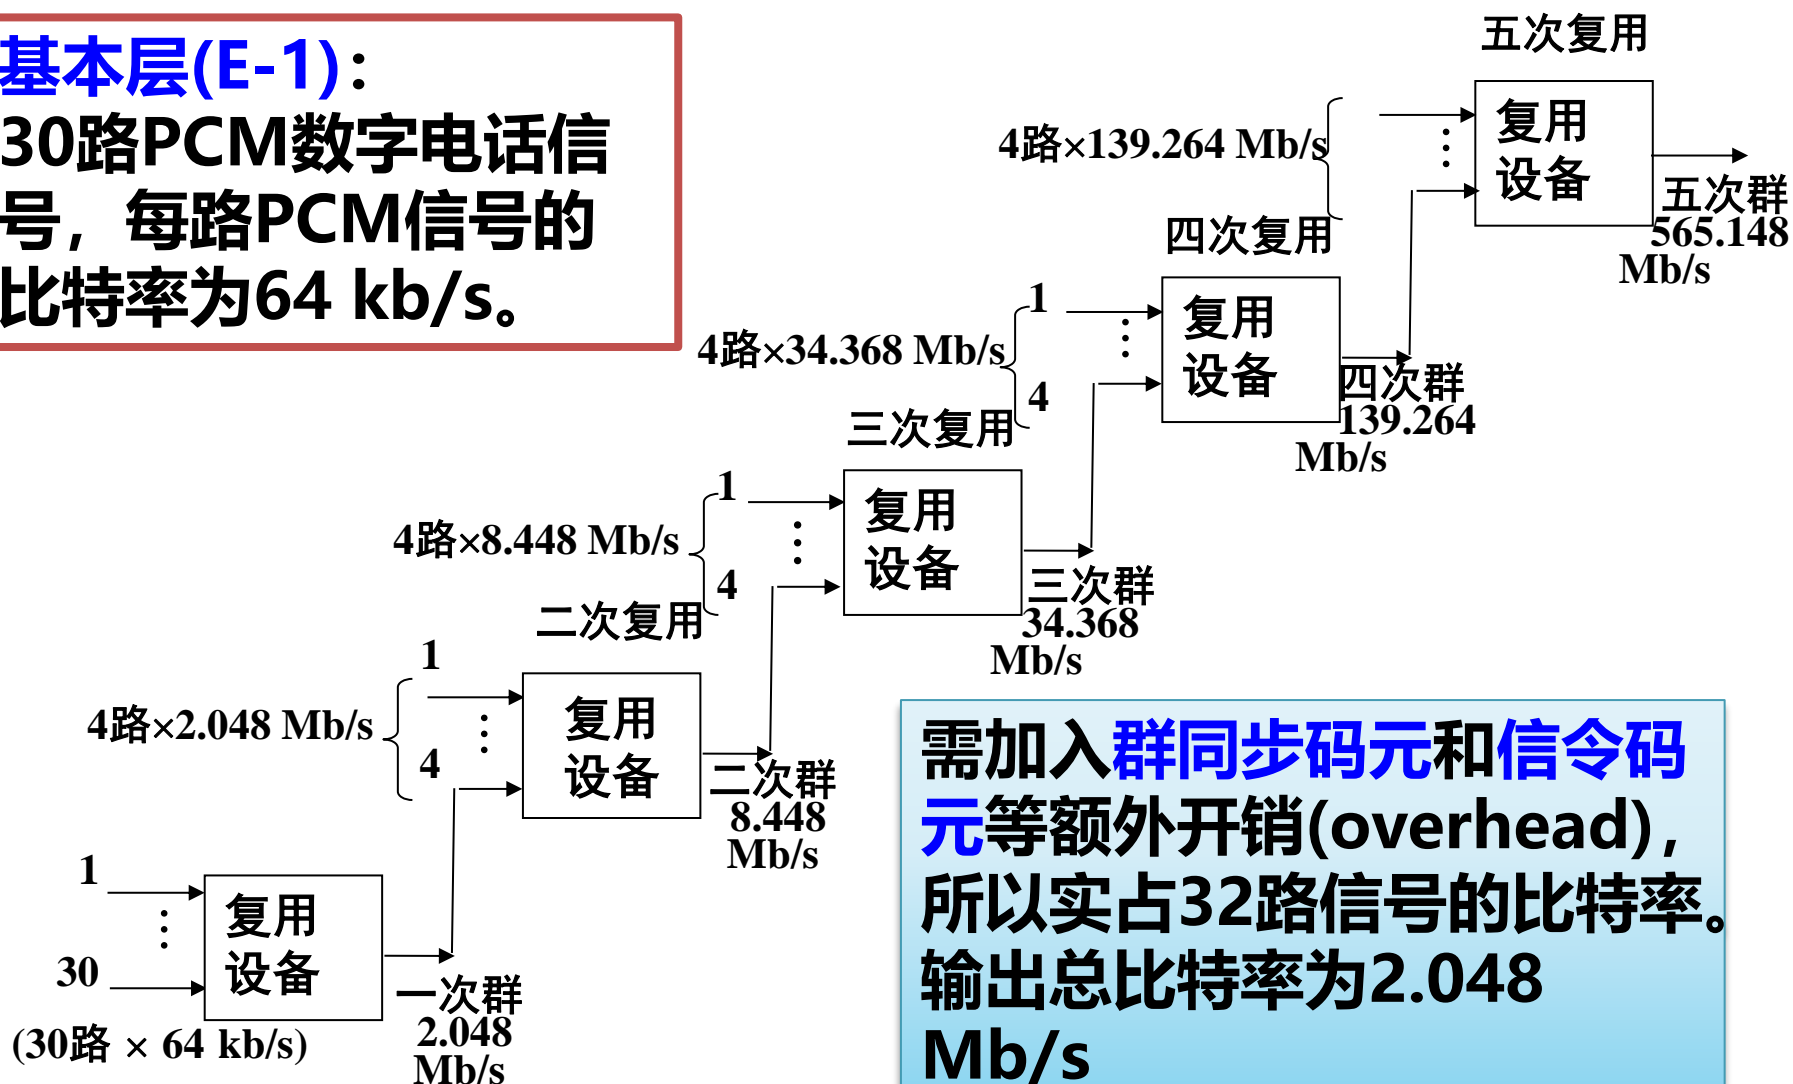 基本层(E-1)：
30路PCM数字电话信
号，每路PCM信号的
比特率为64 kb/s。
五次复用
4路×139.264 Mb/s
复用
设备
五次群
565.148
Mb/s
四次复用
4路×34.368 Mb/s
1
4
复用
设备
四次群
139.264
Mb/s
三次复用
4路×8.448 Mb/s
1
4
复用
设备
三次群
34.368
Mb/s
二次复用
4路×2.048 Mb/s
1
4
复用
设备
二次群
8.448
Mb/s
1
30
(30路 × 64 kb/s)
复用
设备
一次群
2.048
Mb/s
需加入群同步码元和信令码
元等额外开销(overhead)，
所以实占32路信号的比特率。
输出总比特率为2.048
Mb/s